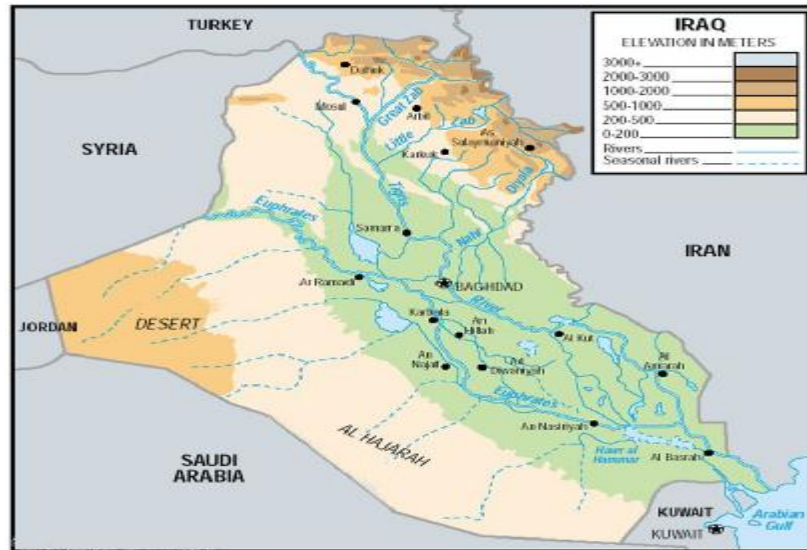 TURKEY
IRAQ
ELEVATION IN METERS
3000+
2000-3000
1000-2000
500-1000
200-500
0-200
Rivers
Seasonal rivers
Dahuk
Mosul
Great Zab
Arbil
Little Zab
As Sulaymaniyah
Karkuk
SYRIA
Tigris
Diyala
Nahr
Euphrates
Samarra
IRAN
Ar Ramadi
BAGHDAD
River
JORDAN
DESERT
Karbala
An
Hillah
Al Kut
Al
Amarah
An
Najaf
Ad
Diwaniyah
Euphrates
An Nasiriyah
AL HAJARAH
Hawr al
Hammar
Al Basrah
SAUDI
ARABIA
KUWAIT
KUWAIT
Arabian
Gulf